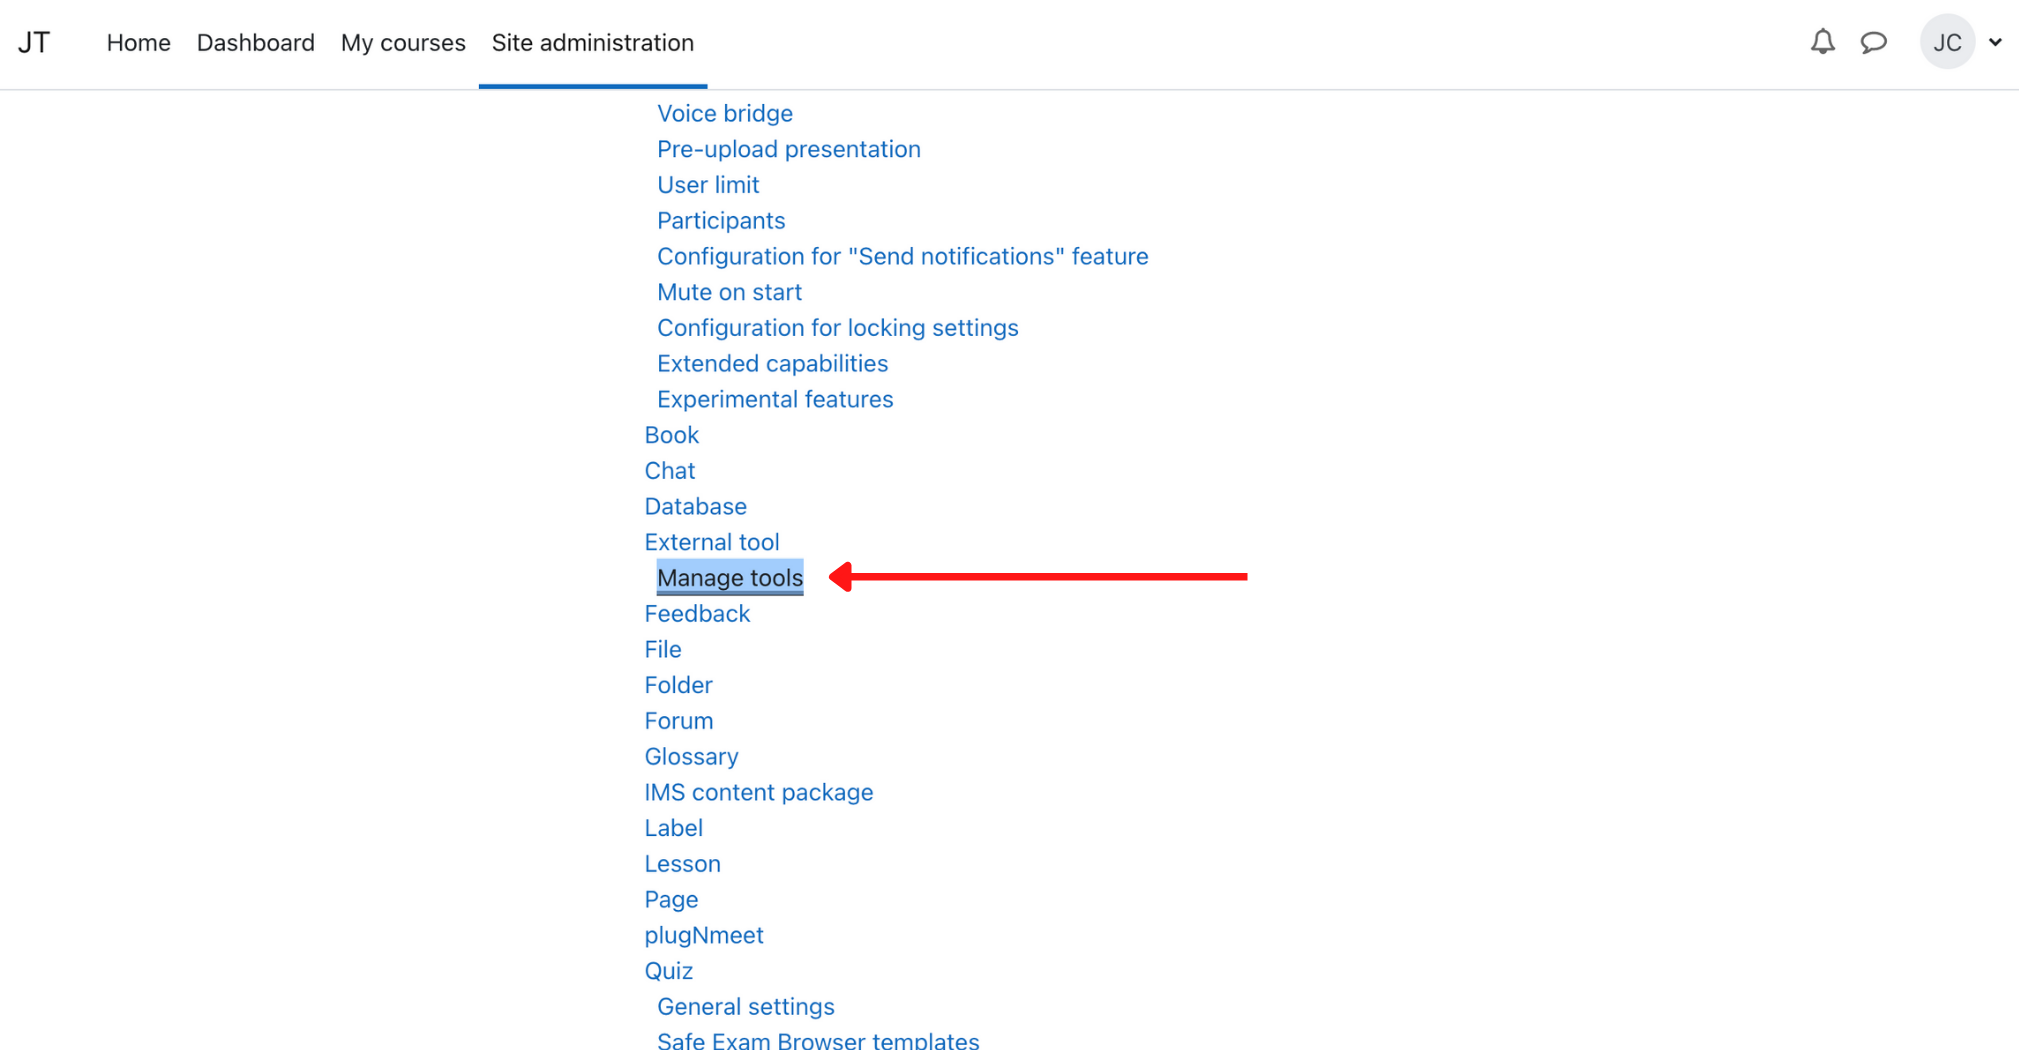 JT Home Dashboard My courses Site administration JC
Voice bridge
Pre-upload presentation
User limit
Participants
Configuration for "Send notifications" feature
Mute on start
Configuration for locking settings
Extended capabilities
Experimental features
Book
Chat
Database
External tool
Manage tools
Feedback
File
Folder
Forum
Glossary
IMS content package
Label
Lesson
Page
plugNmeet
Quiz
General settings
Safe Exam Browser templates